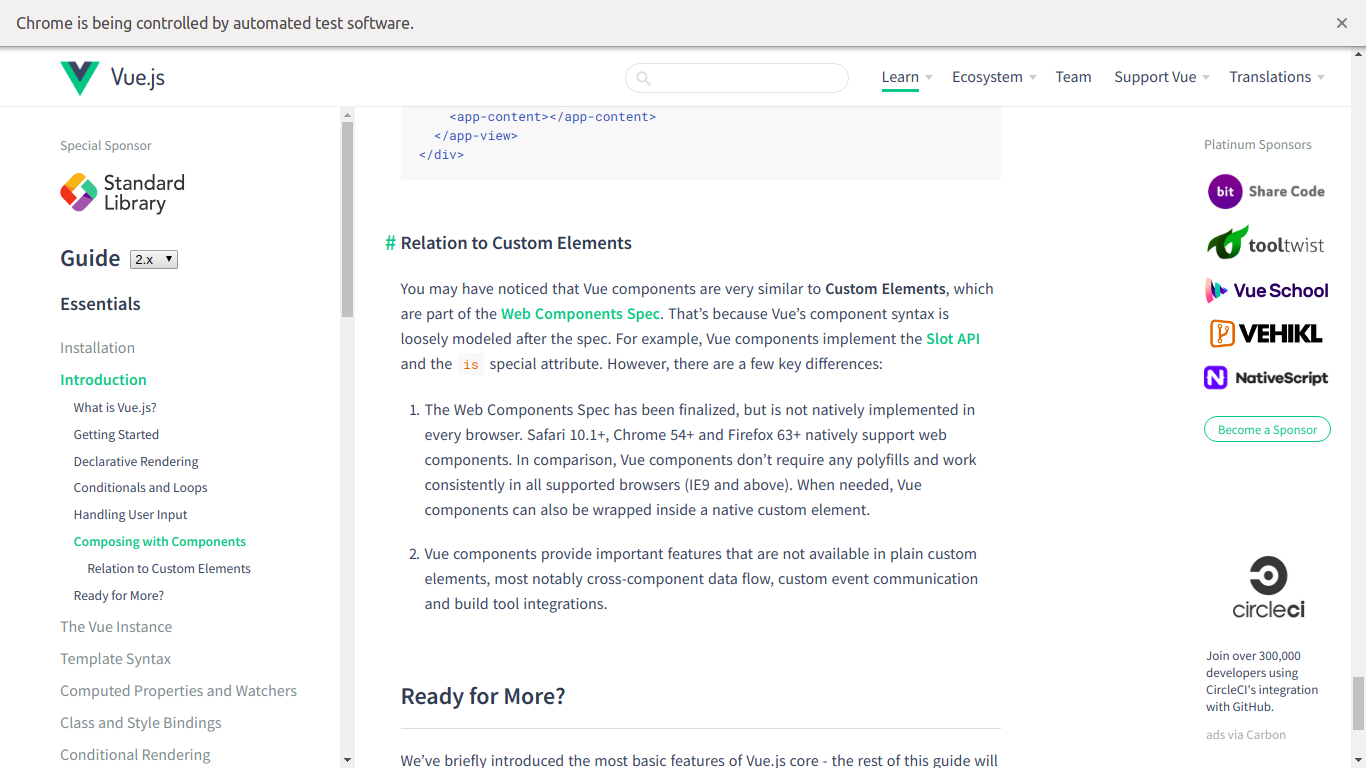 Chrome is being controlled by automated test software.
Vue.js
Learn
Ecosystem
Team
Support Vue
Translations
Special Sponsor
Standard
Library
Guide 2.x
Essentials
Installation
Introduction
What is Vue.js?
Getting Started
Declarative Rendering
Conditionals and Loops
Handling User Input
Composing with Components
Relation to Custom Elements
Ready for More?
The Vue Instance
Template Syntax
Computed Properties and Watchers
Class and Style Bindings
Conditional Rendering
<app-content></app-content>
</app-view>
</div>
# Relation to Custom Elements
You may have noticed that Vue components are very similar to Custom Elements, which
are part of the Web Components Spec. That’s because Vue’s component syntax is
loosely modeled after the spec. For example, Vue components implement the Slot API
and the is special attribute. However, there are a few key differences:
1. The Web Components Spec has been finalized, but is not natively implemented in
every browser. Safari 10.1+, Chrome 54+ and Firefox 63+ natively support web
components. In comparison, Vue components don’t require any polyfills and work
consistently in all supported browsers (IE9 and above). When needed, Vue
components can also be wrapped inside a native custom element.
2. Vue components provide important features that are not available in plain custom
elements, most notably cross-component data flow, custom event communication
and build tool integrations.
Ready for More?
We’ve briefly introduced the most basic features of Vue.js core - the rest of this guide will
Platinum Sponsors
bit Share Code
tooltwist
Vue School
VEHIKL
NativeScript
Become a Sponsor
circleci
Join over 300,000
developers using
CircleCI's integration
with GitHub.
ads via Carbon